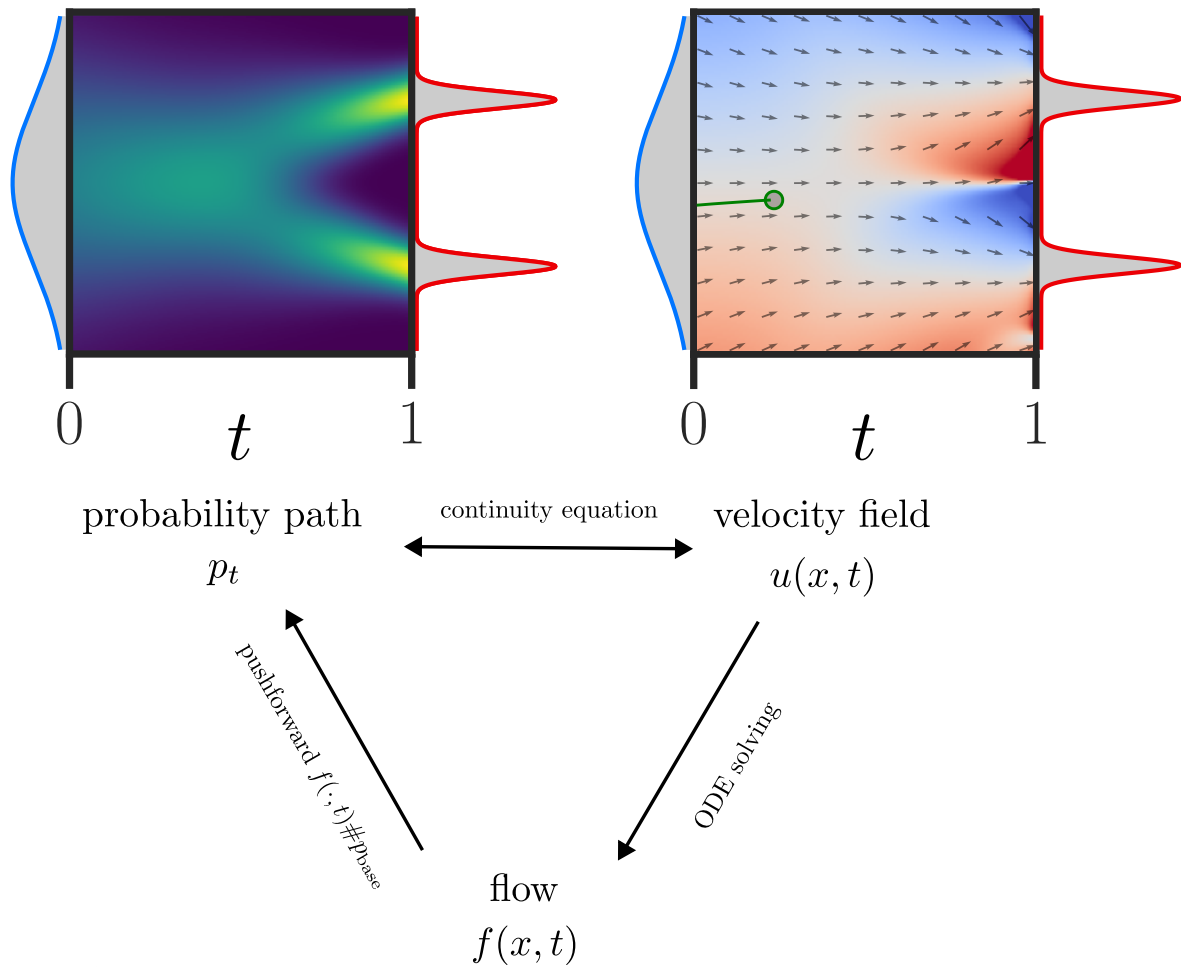 0 t 1
0 t 1
probability path
p_t
continuity equation
velocity field
u(x, t)
pushforward f(·, t)#p_base
ODE solving
flow
f(x, t)